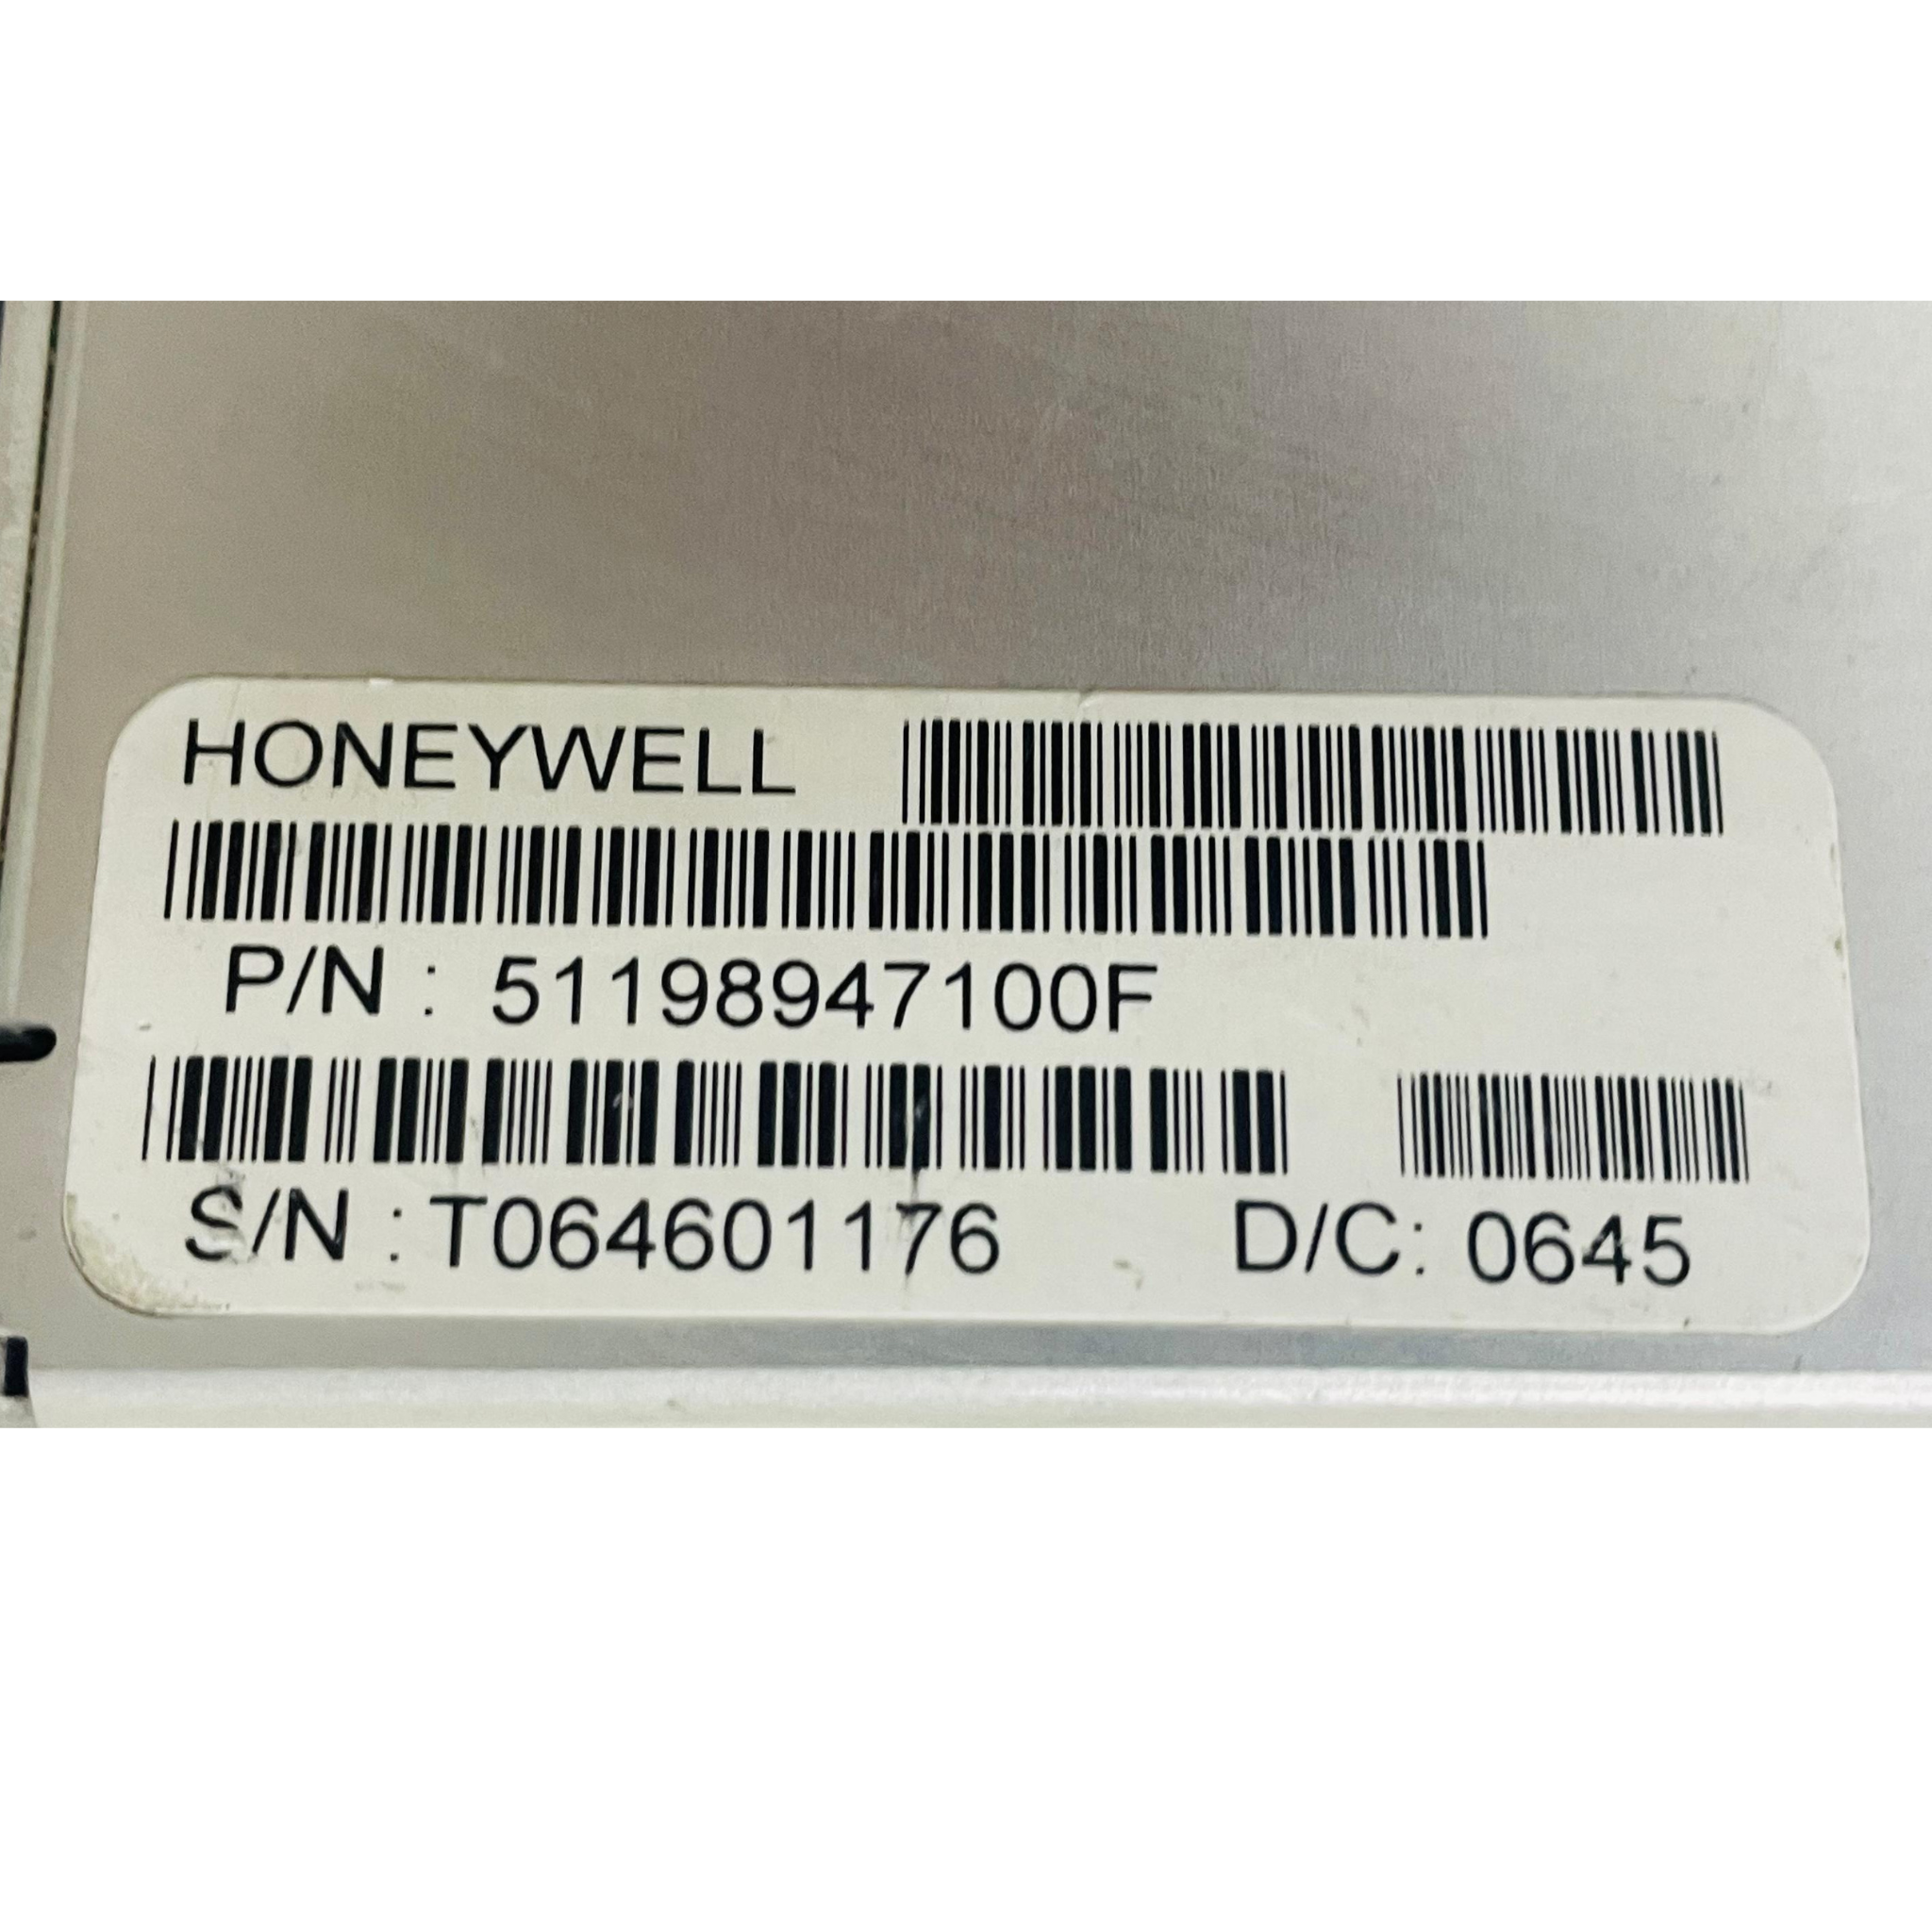 HONEYWELL
P/N : 51198947100F
S/N : T064601176 D/C: 0645